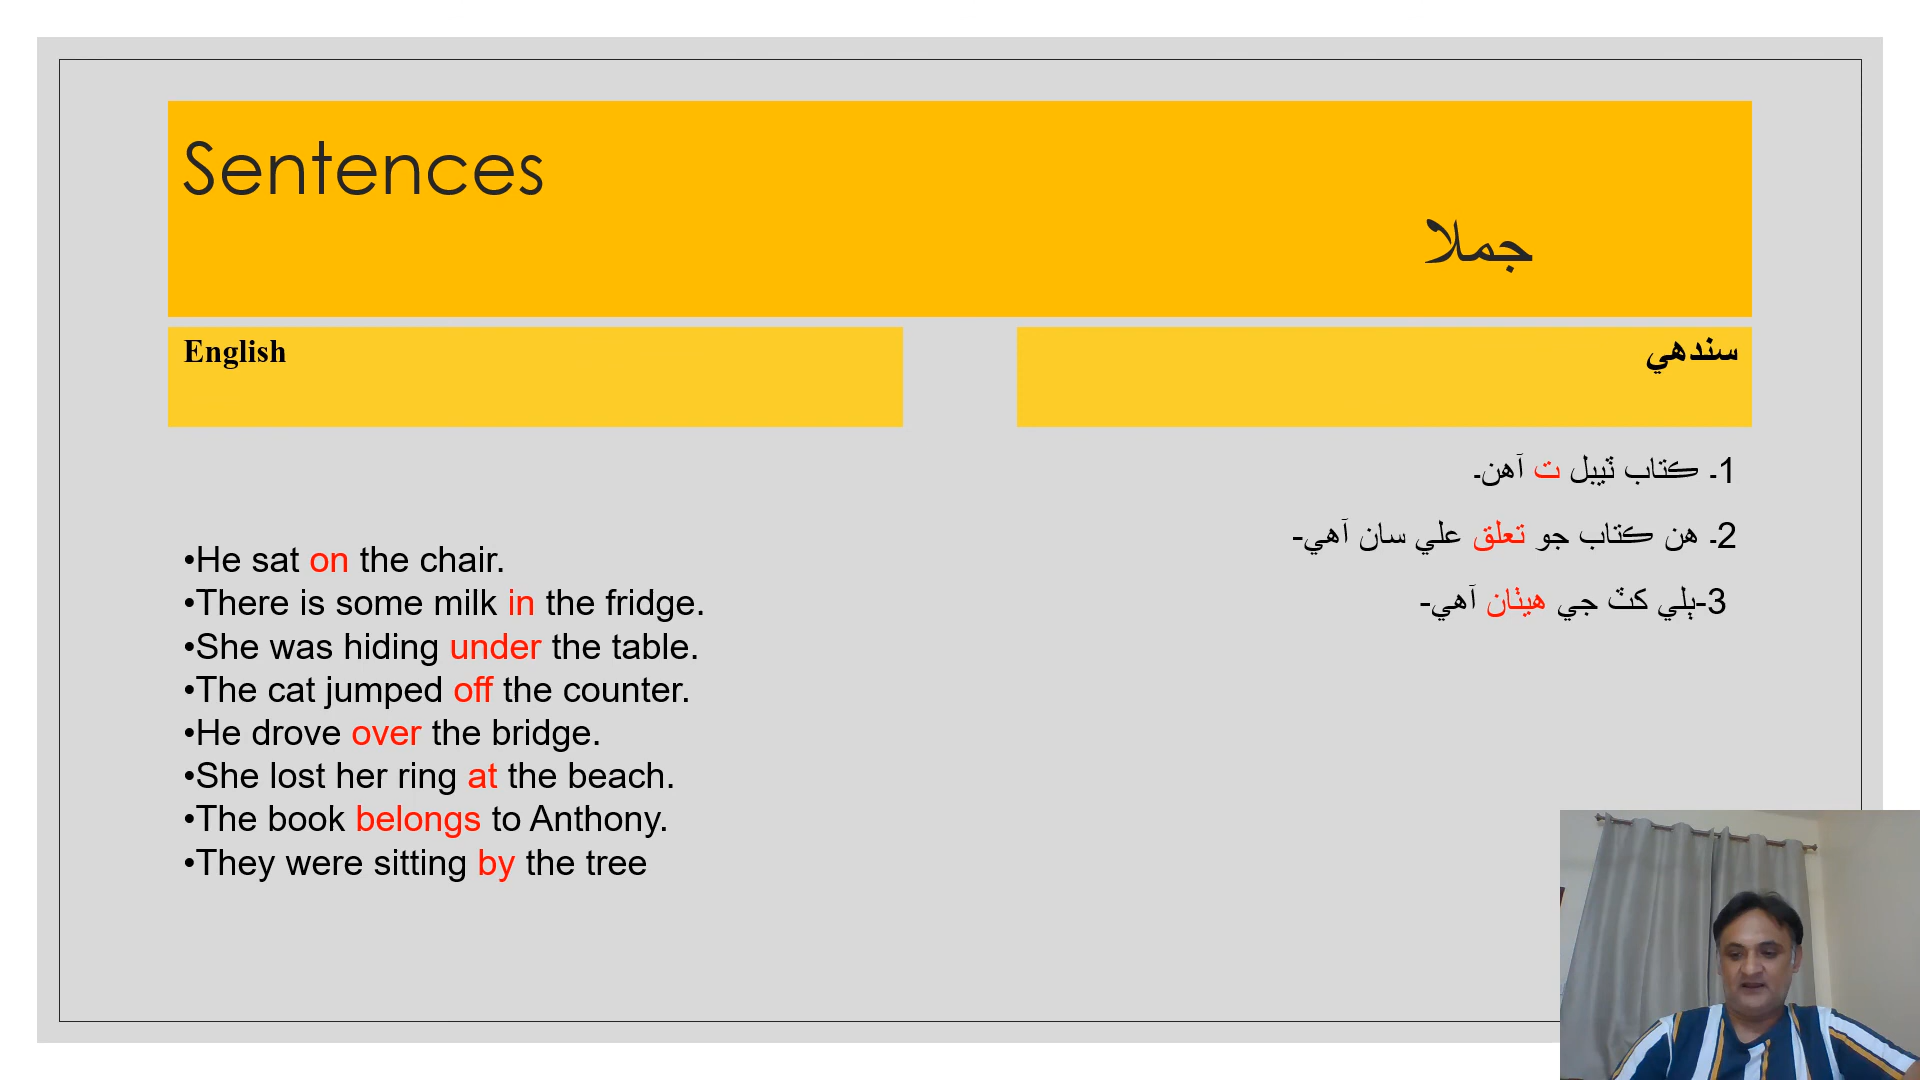 Sentences
جملا
English
•He sat on the chair.
•There is some milk in the fridge.
•She was hiding under the table.
•The cat jumped off the counter.
•He drove over the bridge.
•She lost her ring at the beach.
•The book belongs to Anthony.
•They were sitting by the tree
سنڌهي
1۔ ڪتاب ٽيبل ت آهن۔
2۔ هن ڪتاب جو تعلق علي سان آهي-
3-ٻلي کٽ جي هيٺان آهي-